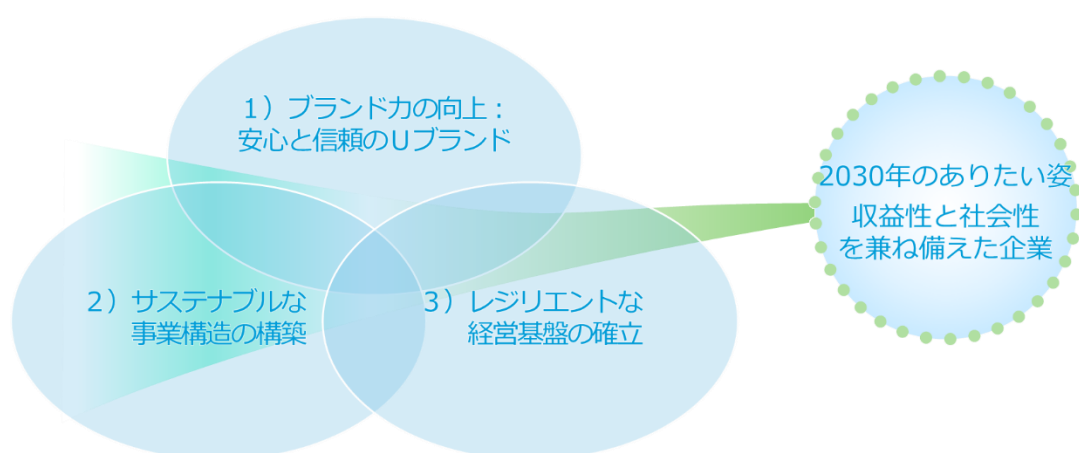 1）ブランド力の向上：
安心と信頼のUブランド
2）サステナブルな
事業構造の構築
3）レジリエントな
経営基盤の確立
2030年のありたい姿
収益性と社会性
を兼ね備えた企業